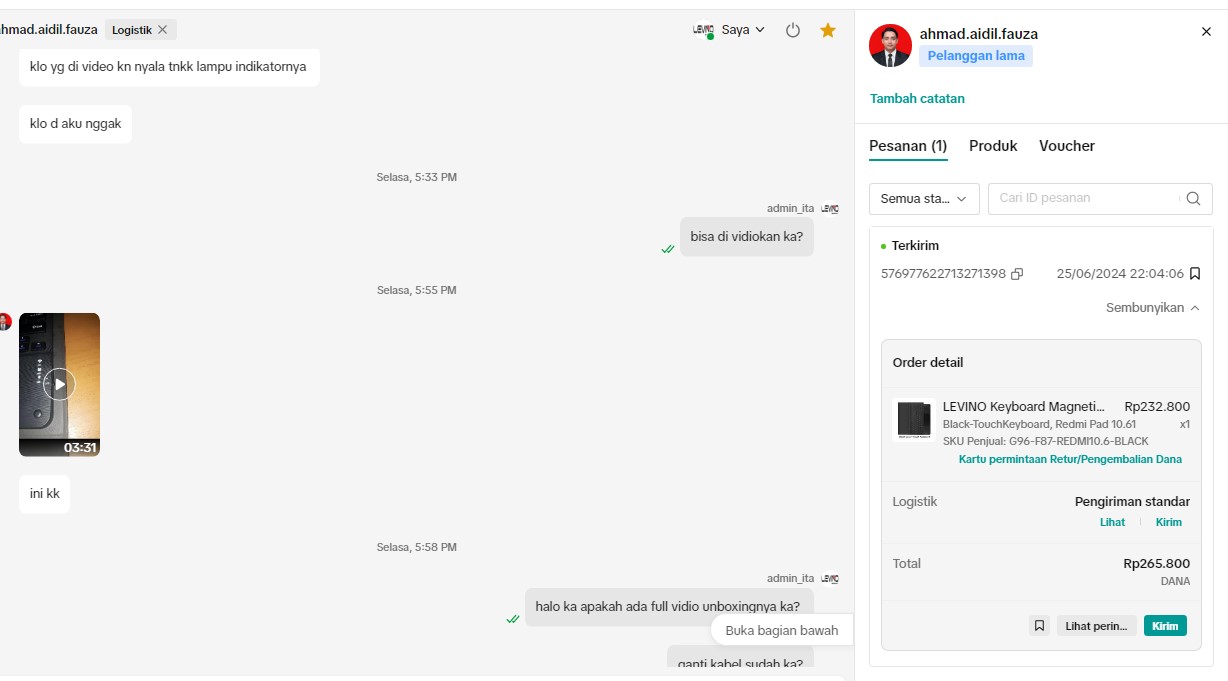 hmad.aidil.fauza Logistik
Saya
klo yg di video kn nyala tnkk lampu indikatornya
klo d aku nggak
Selasa, 5:33 PM
admin_ita
bisa di vidiokan ka?
Selasa, 5:55 PM
03:31
ini kk
Selasa, 5:58 PM
admin_ita
halo ka apakah ada full vidio unboxingnya ka?
Buka bagian bawah
ganti kabel sudah ka?
ahmad.aidil.fauza
Pelanggan lama
Tambah catatan
Pesanan (1) Produk Voucher
Semua sta... Cari ID pesanan
Terkirim
576977622713271398 25/06/2024 22:04:06
Sembunyikan
Order detail
LEVINO Keyboard Magneti... Rp232.800
Black-TouchKeyboard, Redmi Pad 10.61 x1
SKU Penjual: G96-F87-REDMI10.6-BLACK
Kartu permintaan Retur/Pengembalian Dana
Logistik Pengiriman standar
Lihat Kirim
Total Rp265.800
DANA
Lihat perin... Kirim